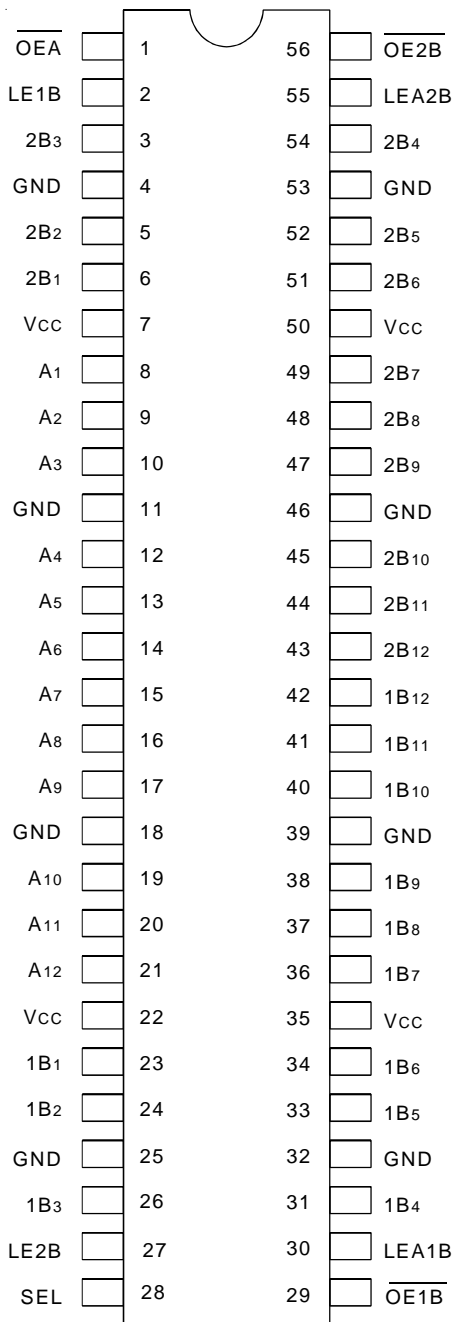 OEA 1 56 OE2B
LE1B 2 55 LEA2B
2B3 3 54 2B4
GND 4 53 GND
2B2 5 52 2B5
2B1 6 51 2B6
VCC 7 50 VCC
A1 8 49 2B7
A2 9 48 2B8
A3 10 47 2B9
GND 11 46 GND
A4 12 45 2B10
A5 13 44 2B11
A6 14 43 2B12
A7 15 42 1B12
A8 16 41 1B11
A9 17 40 1B10
GND 18 39 GND
A10 19 38 1B9
A11 20 37 1B8
A12 21 36 1B7
VCC 22 35 VCC
1B1 23 34 1B6
1B2 24 33 1B5
GND 25 32 GND
1B3 26 31 1B4
LE2B 27 30 LEA1B
SEL 28 29 OE1B